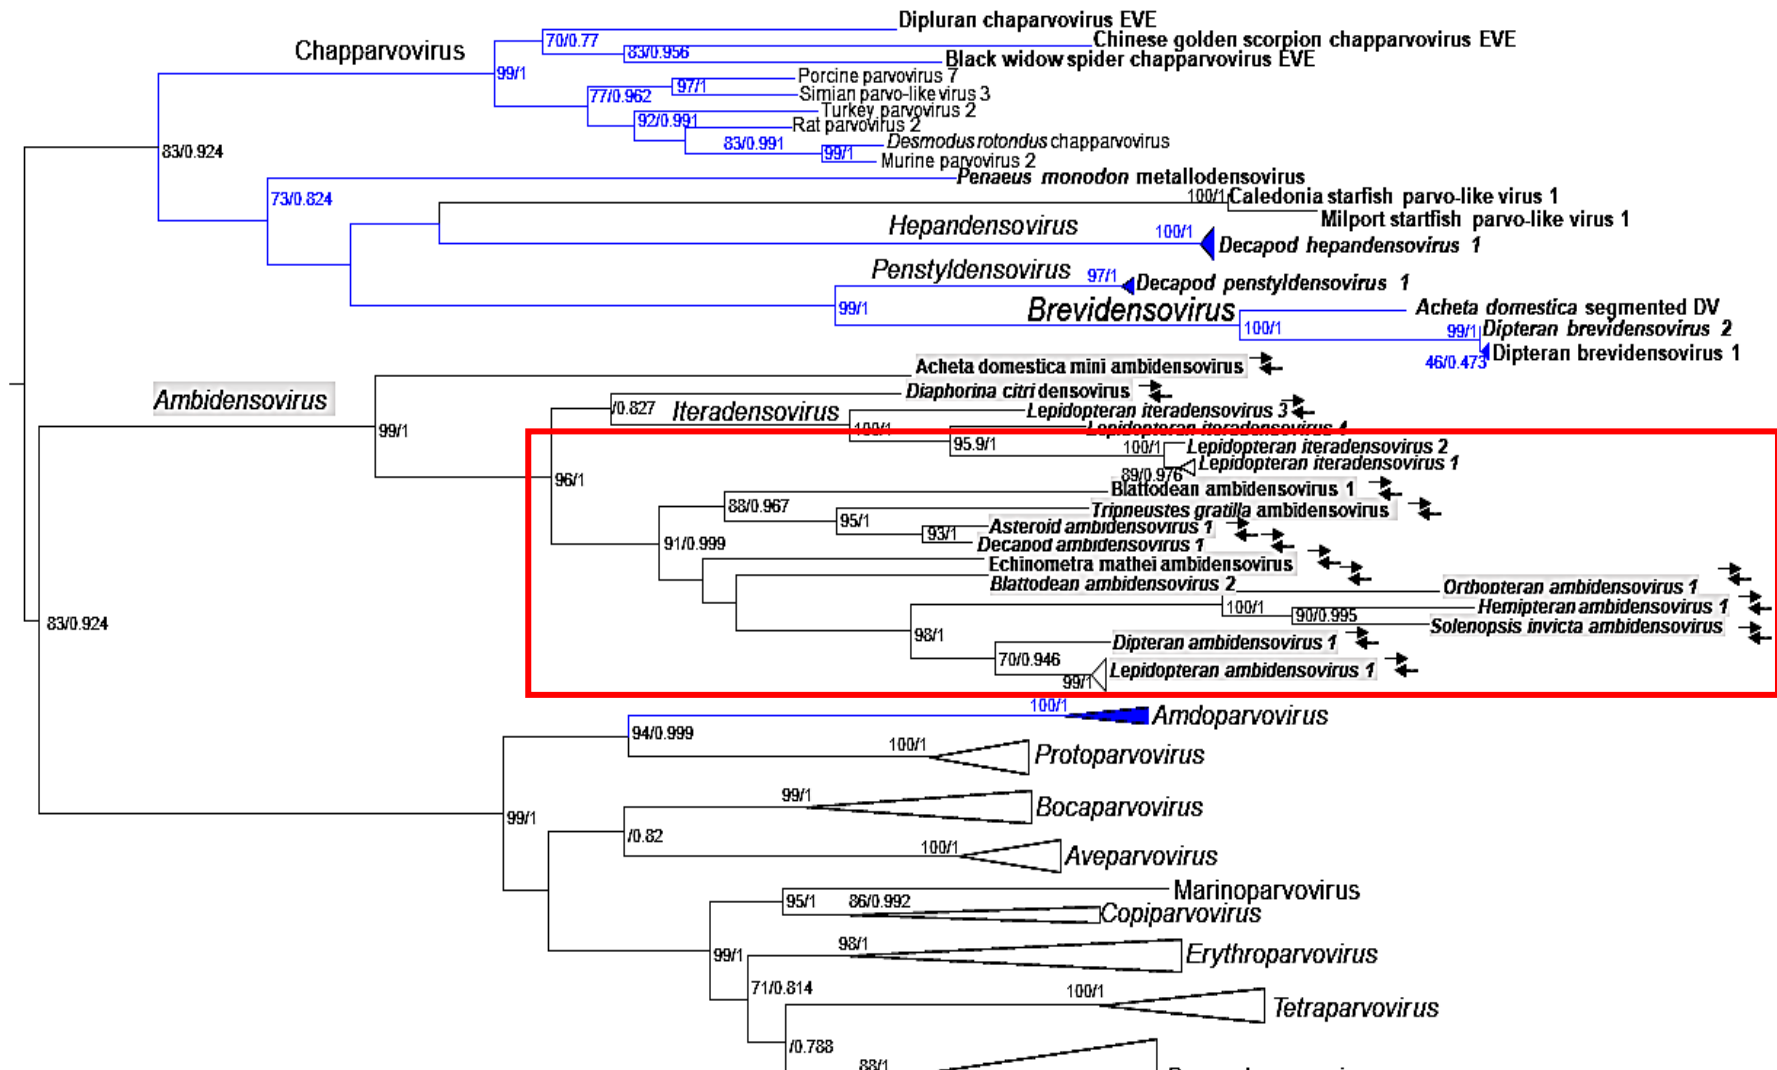 Dipluran chaparvovirus EVE
70/0.77
Chinese golden scorpion chapparvovirus EVE
Chapparvovirus
83/0.956
Black widow spider chapparvovirus EVE
99/1
Porcine parvovirus 7
97/1
77/0.962
Simian parvo-like virus 3
Turkey parvovirus 2
92/0.991
Rat parvovirus 2
83/0.991
Desmodus rotondus chapparvovirus
83/0.924
99/1
Murine parvovirus 2
Penaeus monodon metallodensovirus
73/0.824
100/1
Caledonia starfish parvo-like virus 1
Milport startfish parvo-like virus 1
Hepandensovirus
100/1
Decapod hepandensovirus 1
Penstyldensovirus
97/1
Decapod penstyldensovirus 1
99/1
Brevidensovirus
Acheta domestica segmented DV
100/1
99/1
Dipteran brevidensovirus 2
Dipteran brevidensovirus 1
46/0.473
Acheta domestica mini ambidensovirus
Ambidensovirus
Diaphorina citri densovirus
/0.827
Iteradensovirus
Lepidopteran iteradensovirus 3
99/1
100/1
Lepidopteran iteradensovirus 4
95.9/1
100/1
Lepidopteran iteradensovirus 2
Lepidopteran iteradensovirus 1
89/0.976
96/1
Blattodean ambidensovirus 1
88/0.967
Tripneustes gratilla ambidensovirus
95/1
Asteroid ambidensovirus 1
93/1
91/0.999
Decapod ambidensovirus 1
Echinometra mathei ambidensovirus
Blattodean ambidensovirus 2
Orthopteran ambidensovirus 1
100/1
Hemipteran ambidensovirus 1
90/0.995
83/0.924
Solenopsis invicta ambidensovirus
98/1
Dipteran ambidensovirus 1
70/0.946
Lepidopteran ambidensovirus 1
99/1
100/1
Amdoparvovirus
94/0.999
100/1
Protoparvovirus
99/1
Bocaparvovirus
99/1
/0.82
100/1
Aveparvovirus
Marinoparvovirus
95/1
86/0.992
Copiparvovirus
98/1
Erythroparvovirus
99/1
71/0.814
100/1
Tetraparvovirus
/0.788
88/1